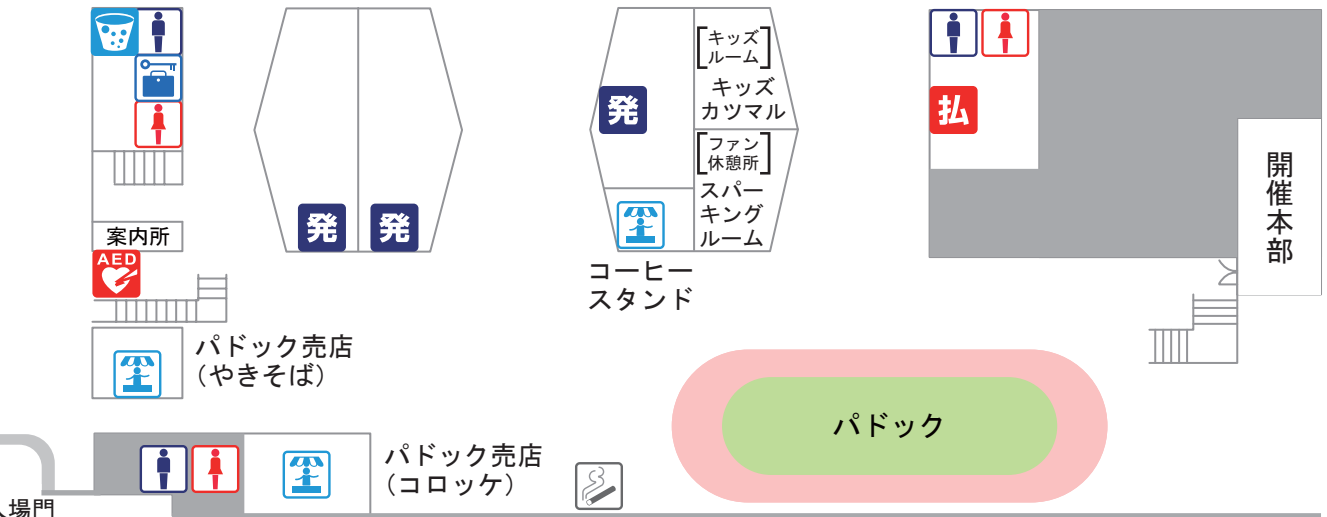 キッズ
ルーム
キッズ
カツマル
発
払
ファン
休憩所
スパー
キング
ルーム
開催本部
発
発
案内所
AED
コーヒー
スタンド
パドック売店
(やきそば)
パドック
パドック売店
(コロッケ)
入場門